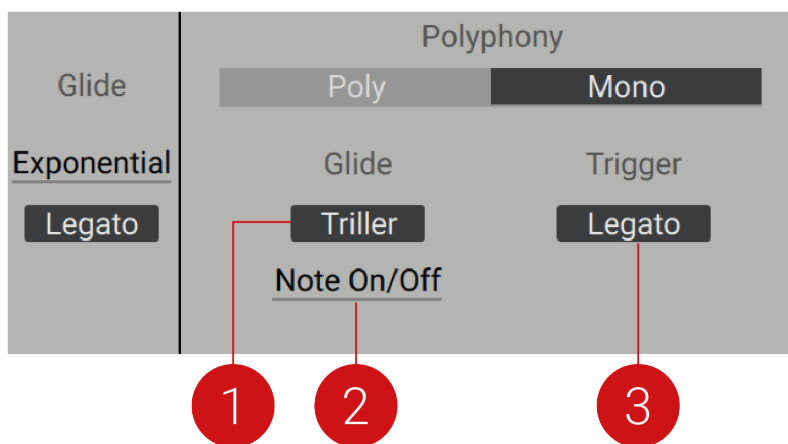 Polyphony
Glide
Poly
Mono
Exponential
Glide
Trigger
Legato
Triller
Legato
Note On/Off
1
2
3